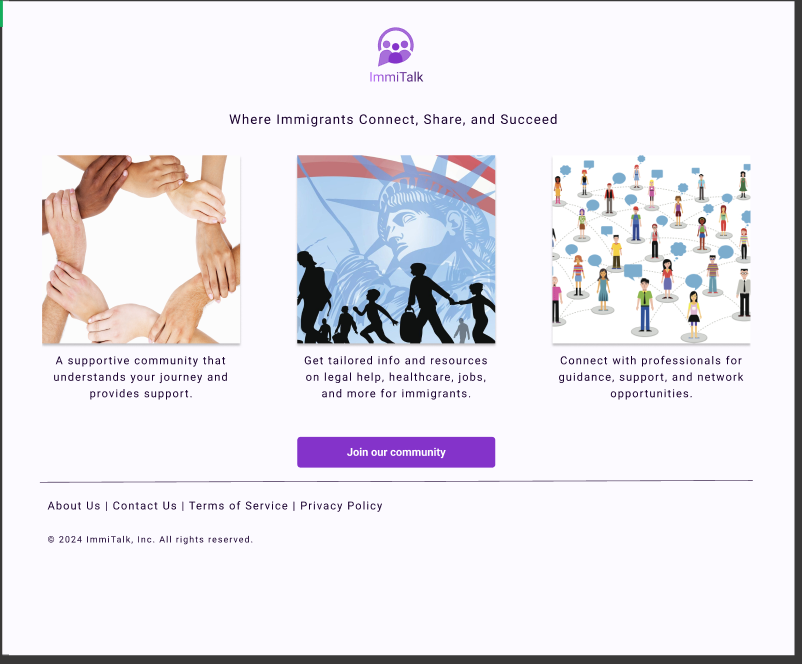 ImmiTalk
Where Immigrants Connect, Share, and Succeed
A supportive community that
understands your journey and
provides support.
Get tailored info and resources
on legal help, healthcare, jobs,
and more for immigrants.
Connect with professionals for
guidance, support, and network
opportunities.
Join our community
About Us | Contact Us | Terms of Service | Privacy Policy
© 2024 ImmiTalk, Inc. All rights reserved.